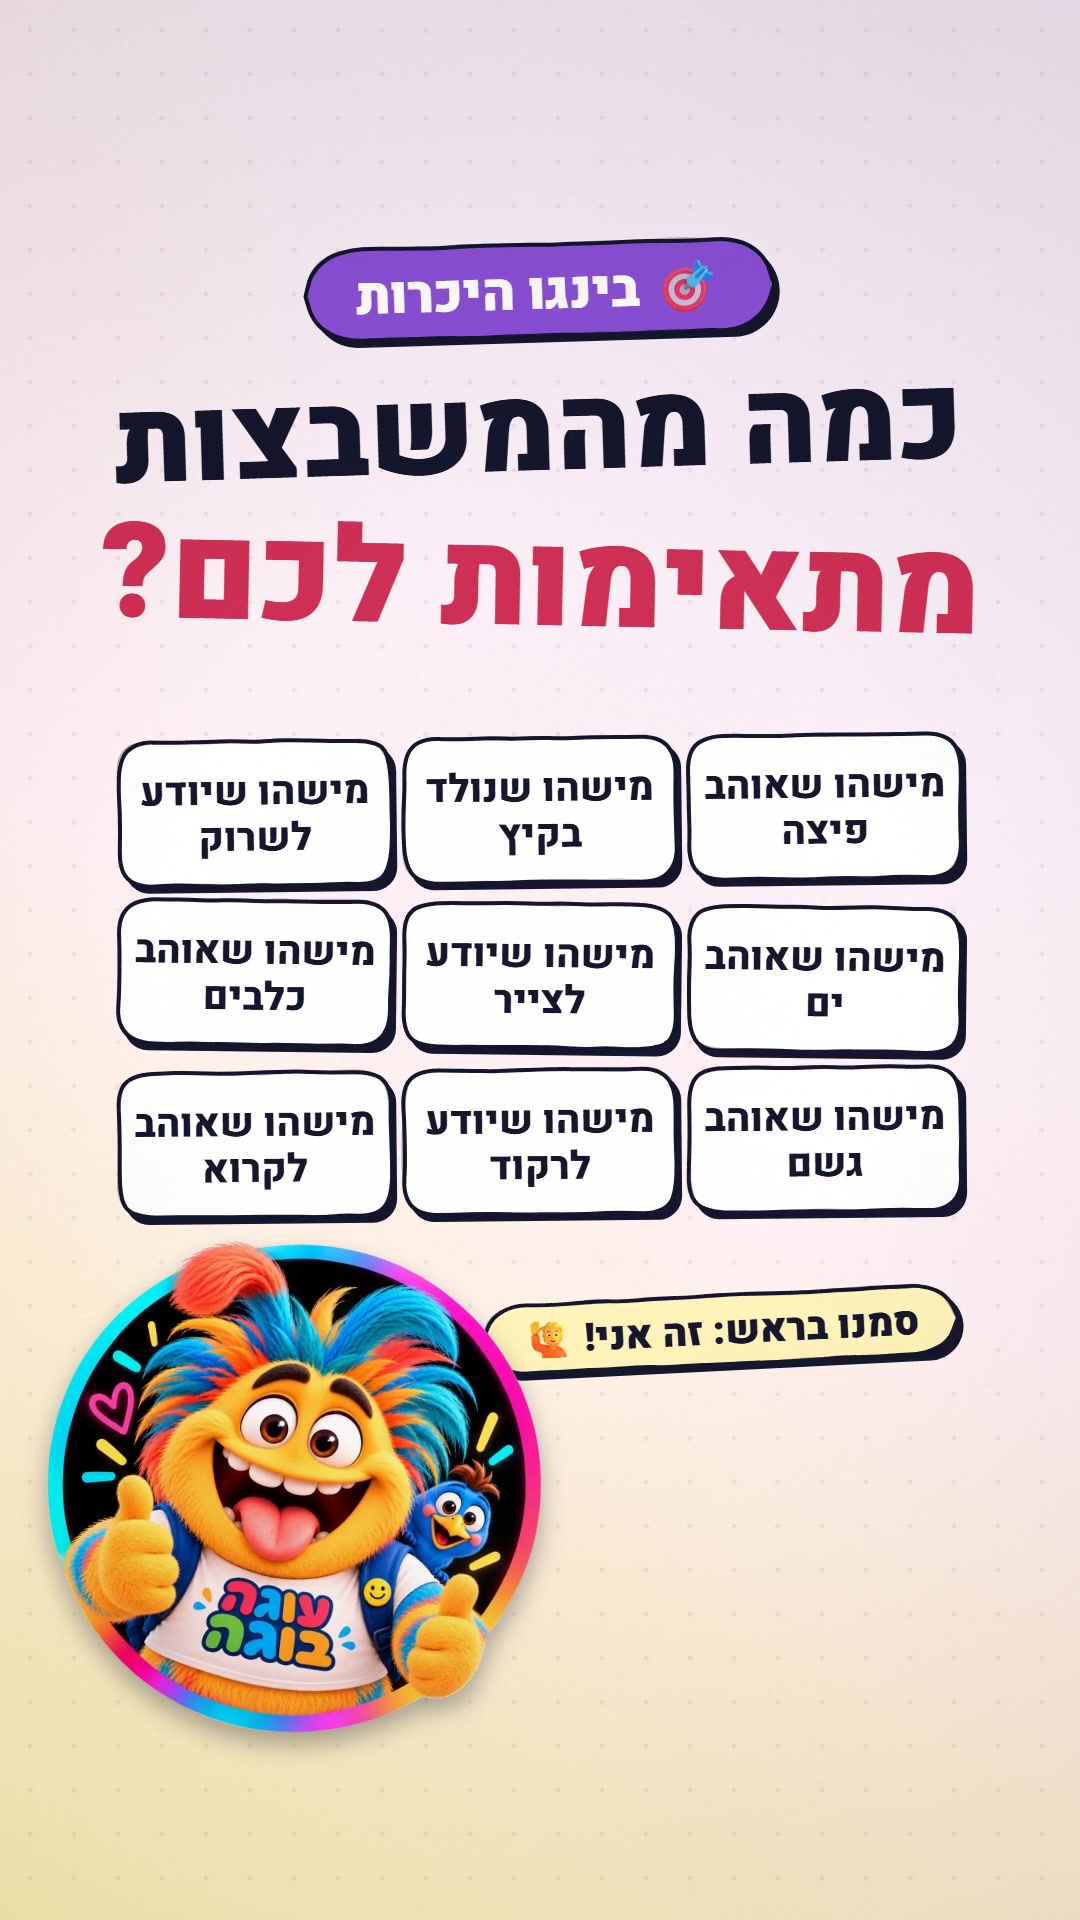 בינגו היכרות
כמה מהמשבצות
מתאימות לכם?
מישהו שאוהב
פיצה
מישהו שנולד
בקיץ
מישהו שיודע
לשרוק
מישהו שאוהב
ים
מישהו שיודע
לצייר
מישהו שאוהב
כלבים
מישהו שאוהב
גשם
מישהו שיודע
לרקוד
מישהו שאוהב
לקרוא
סמנו בראש: זה אני!
עוגה
בוגה